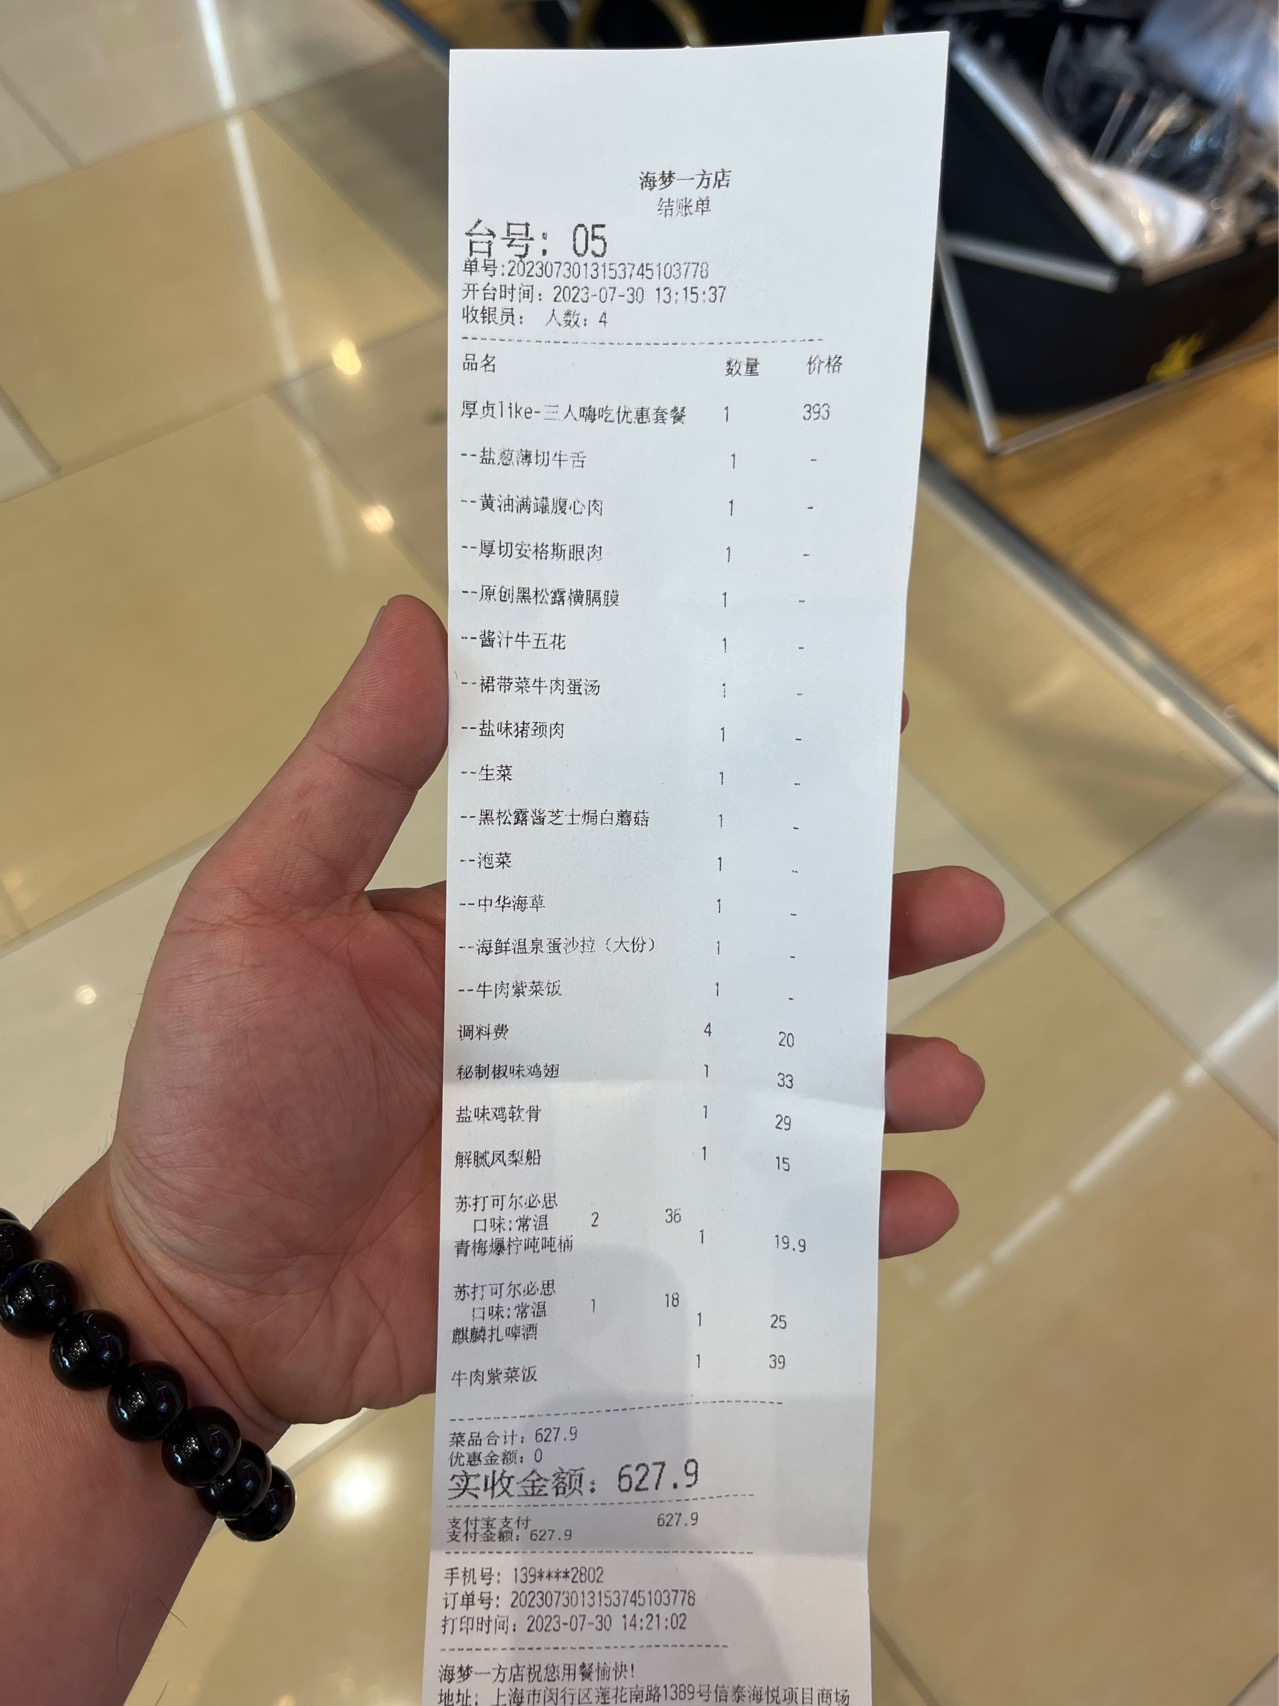 海梦一方店
结账单
台号: 05
单号:2023073013153745103778
开台时间: 2023-07-30 13:15:37
收银员: 人数: 4
品名 数量 价格
厚贞like-三人嗨吃优惠套餐 1 393
--盐葱薄切牛舌 1 -
--黄油满罐腹心肉 1 -
--厚切安格斯眼肉 1 -
--原创黑松露横膈膜 1 -
--酱汁牛五花 1 -
--裙带菜牛肉蛋汤 1 -
--盐味猪颈肉 1 -
--生菜 1 -
--黑松露酱芝士焗白蘑菇 1 -
--泡菜 1 -
--中华海草 1 -
--海鲜温泉蛋沙拉（大份） 1 -
--牛肉紫菜饭 1 -
调料费 4 20
秘制椒味鸡翅 1 33
盐味鸡软骨 1 29
解腻凤梨船 1 15
苏打可尔必思
口味:常温 2 36
青梅爆柠吨吨桶 1 19.9
苏打可尔必思
口味:常温 1 18
麒麟扎啤酒 1 25
牛肉紫菜饭 1 39
菜品合计: 627.9
优惠金额: 0
实收金额: 627.9
支付宝支付 627.9
支付金额: 627.9
手机号: 139****2802
订单号: 2023073013153745103778
打印时间: 2023-07-30 14:21:02
海梦一方店祝您用餐愉快!
地址: 上海市闵行区莲花南路1389号信泰海悦项目商场